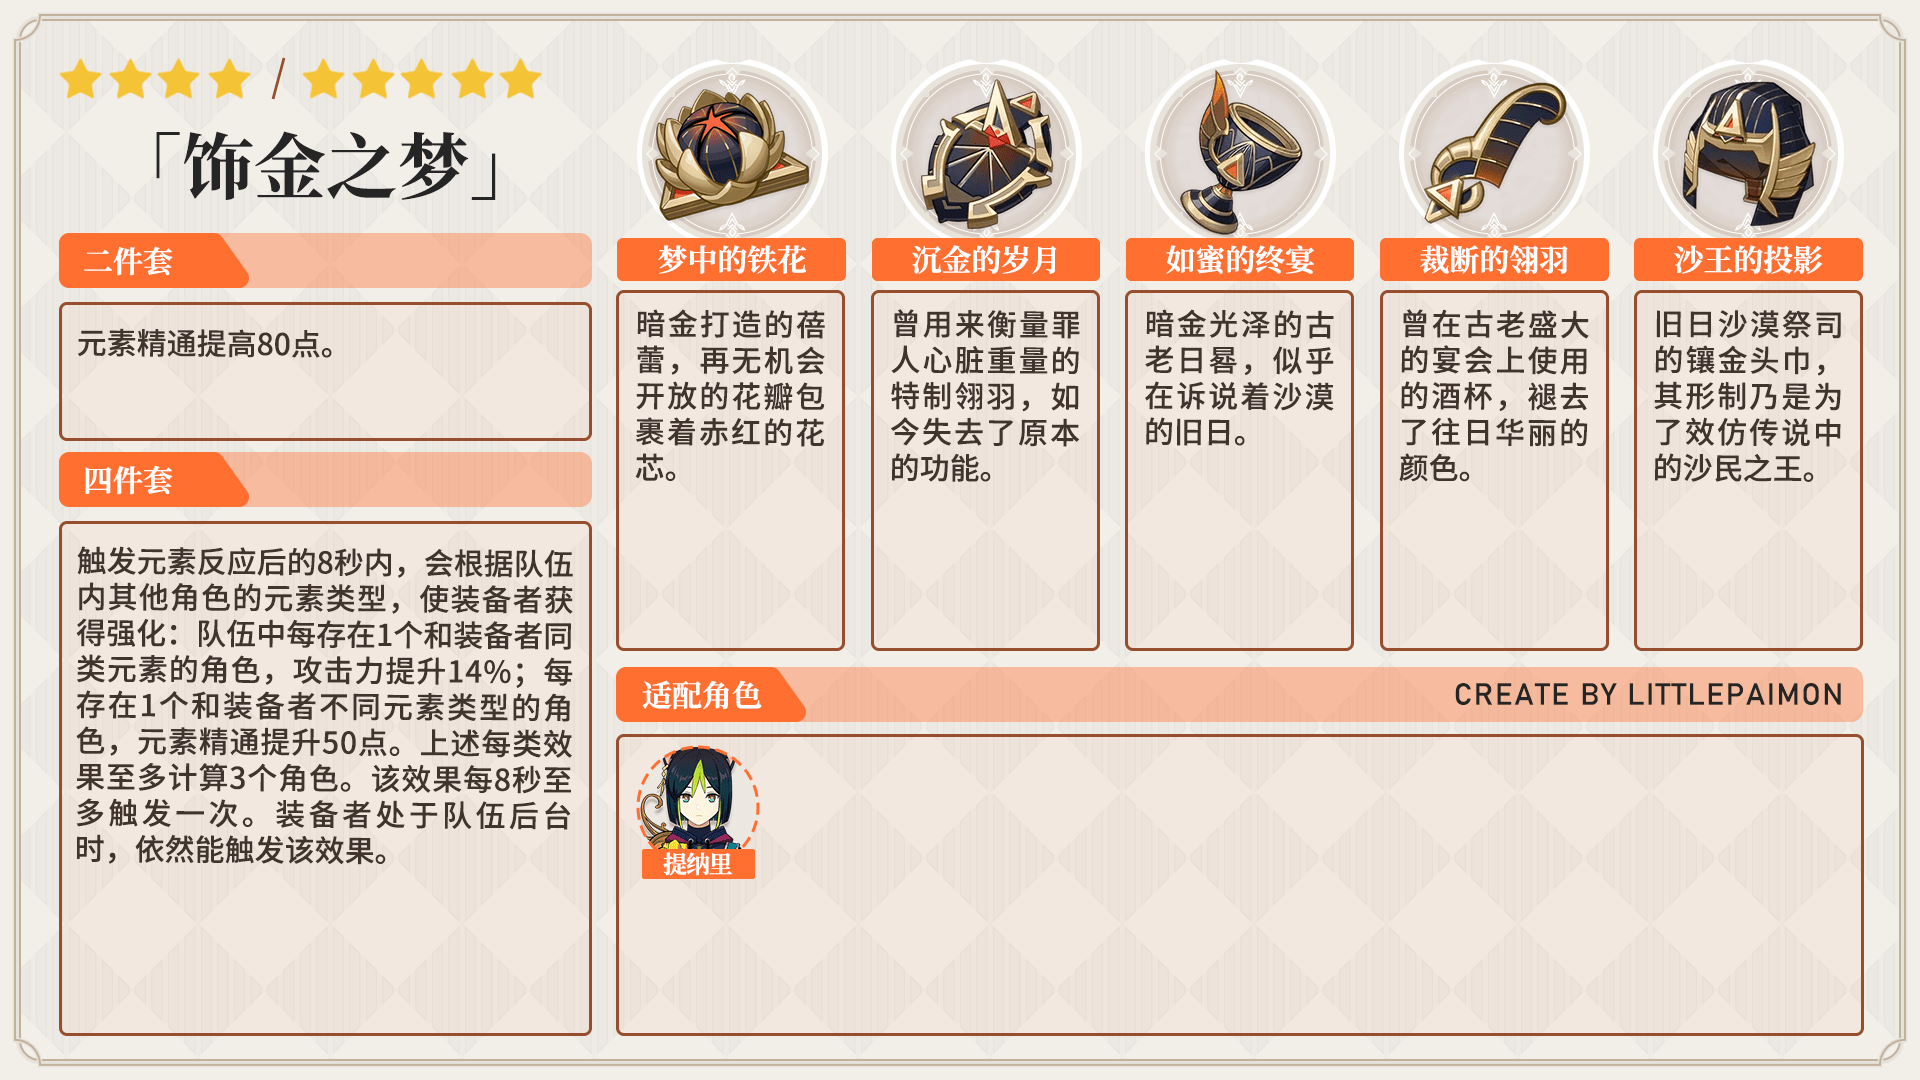 「饰金之梦」
二件套
元素精通提高80点。
四件套
触发元素反应后的8秒内，会根据队伍
内其他角色的元素类型，使装备者获
得强化：队伍中每存在1个和装备者同
类元素的角色，攻击力提升14%；每
存在1个和装备者不同元素类型的角
色，元素精通提升50点。上述每类效
果至多计算3个角色。该效果每8秒至
多触发一次。装备者处于队伍后台
时，依然能触发该效果。
梦中的铁花
暗金打造的蓓
蕾，再无机会
开放的花瓣包
裹着赤红的花
芯。
沉金的岁月
曾用来衡量罪
人心脏重量的
特制翎羽，如
今失去了原本
的功能。
如蜜的终宴
暗金光泽的古
老日晷，似乎
在诉说着沙漠
的旧日。
裁断的翎羽
曾在古老盛大
的宴会上使用
的酒杯，褪去
了往日华丽的
颜色。
沙王的投影
旧日沙漠祭司
的镶金头巾，
其形制乃是为
了效仿传说中
的沙民之王。
适配角色
CREATE BY LITTLEPAIMON
提纳里